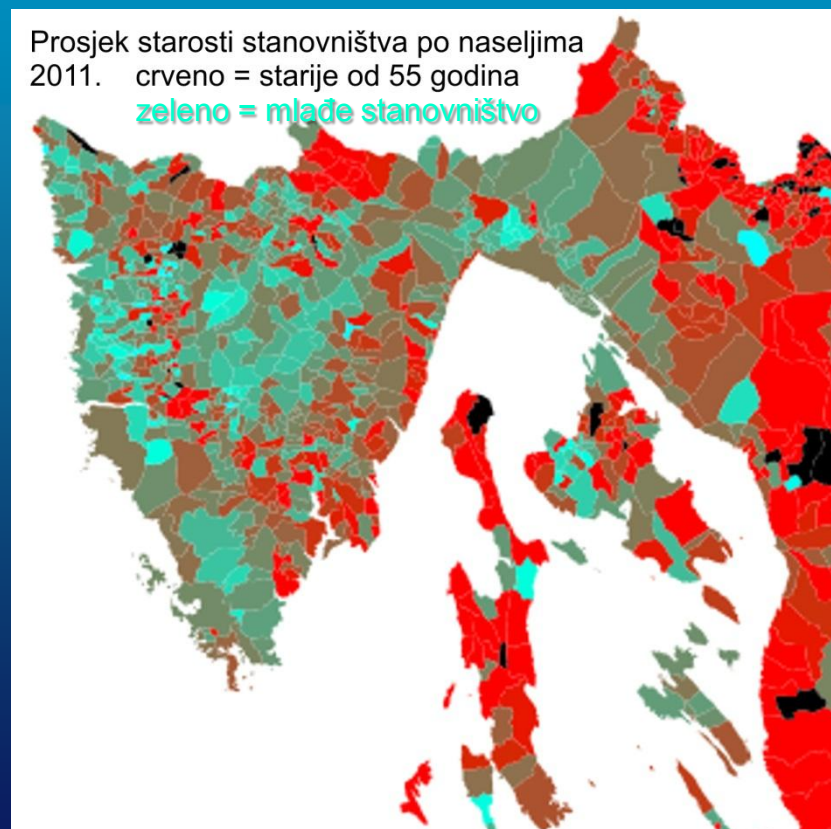 Prosjek starosti stanovništva po naseljima
2011. crveno = starije od 55 godina
zeleno = mlađe stanovništvo